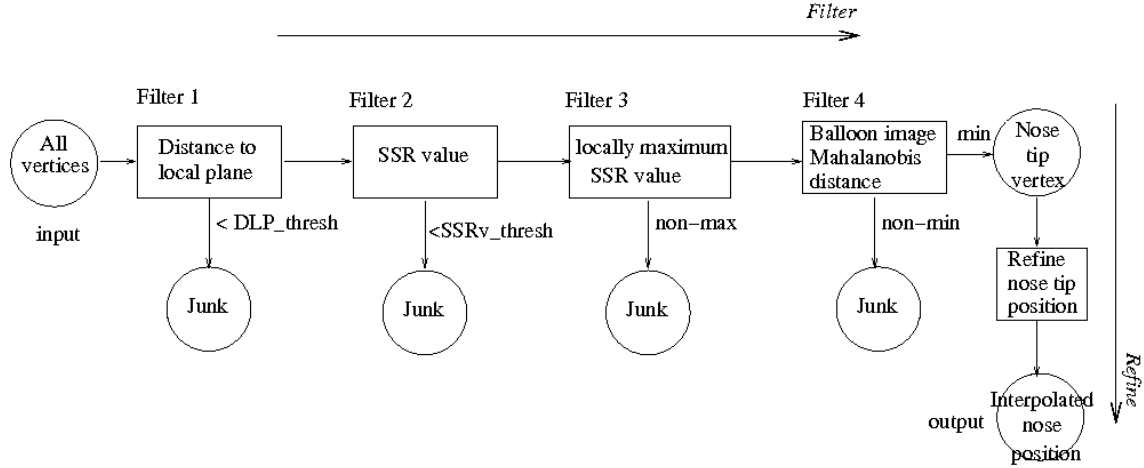 Filter
Filter 1
Filter 2
Filter 3
Filter 4
All
vertices
input
Distance to
local plane
SSR value
locally maximum
SSR value
Balloon image
Mahalanobis
distance
min
Nose
tip
vertex
< DLP_thresh
<SSRv_thresh
non-max
non-min
Junk
Junk
Junk
Junk
Refine
nose tip
position
Refine
output
Interpolated
nose
position